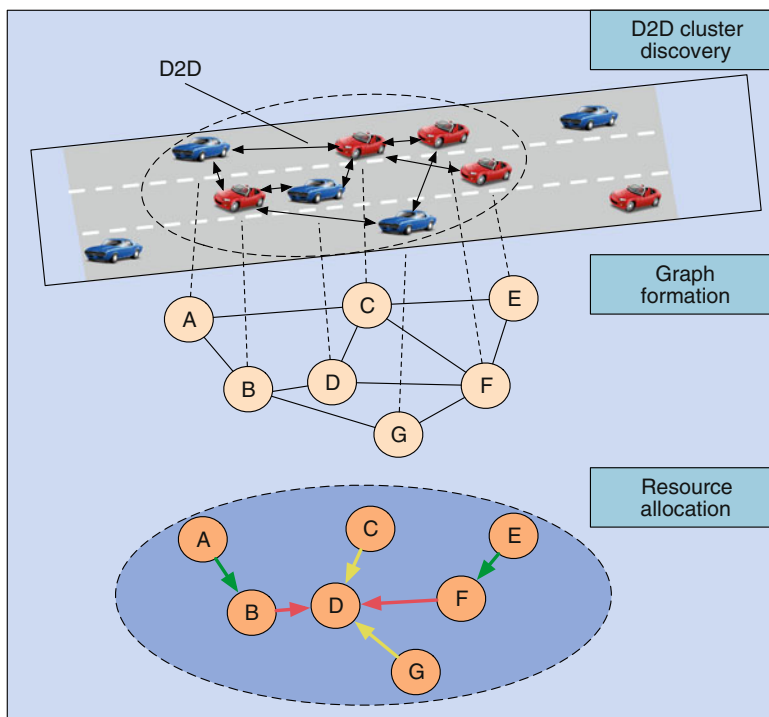 D2D cluster
discovery
D2D
Graph
formation
A
C
E
B
D
F
G
Resource
allocation
A
C
E
B
D
F
G